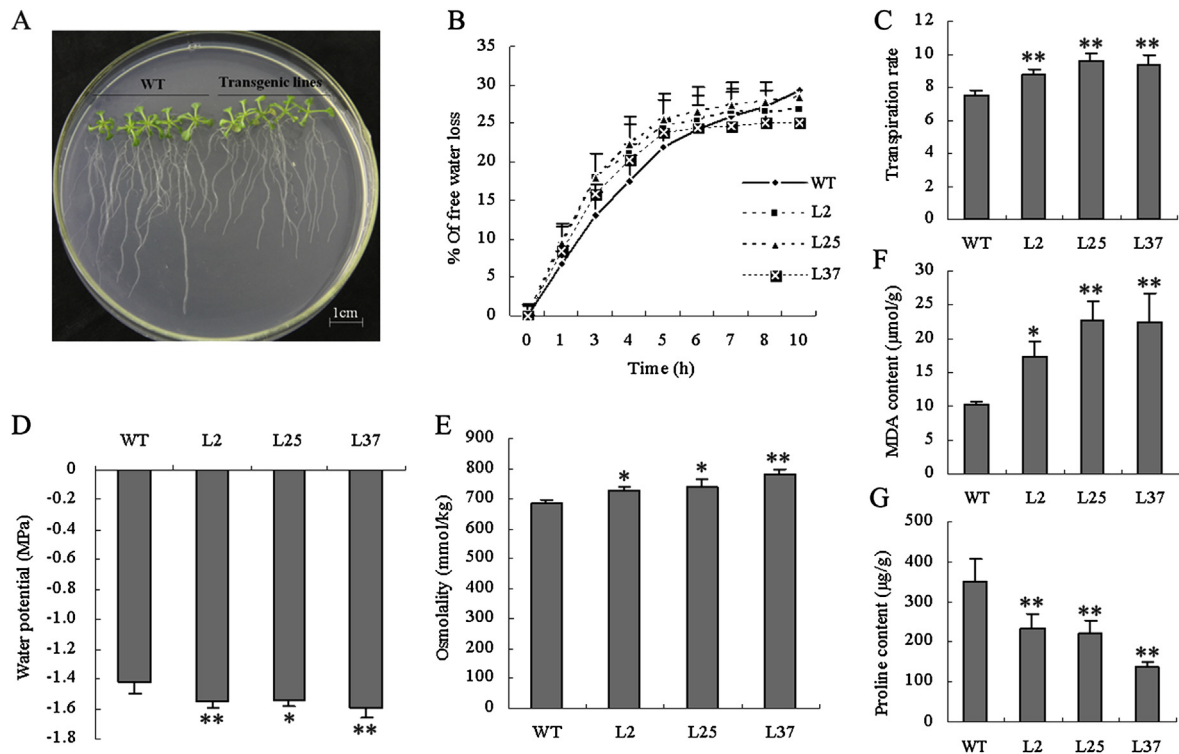 A
WT
Transgenic lines
1cm
B
% Of free water loss
35
30
25
20
15
10
5
0
0 1 3 4 5 6 7 8 10
Time (h)
WT
L2
L25
L37
C
Transpiration rate
12
10
8
6
4
2
0
** ** **
WT L2 L25 L37
D
WT L2 L25 L37
Water potential (MPa)
0
-0.2
-0.4
-0.6
-0.8
-1.0
-1.2
-1.4
-1.6
-1.8
** * **
E
Osmolality (mmol/kg)
900
800
700
600
500
400
300
200
100
0
* * **
WT L2 L25 L37
F
MDA content (μmol/g)
30
25
20
15
10
5
0
* ** **
WT L2 L25 L37
G
Proline content (μg/g)
500
400
300
200
100
0
** ** **
WT L2 L25 L37